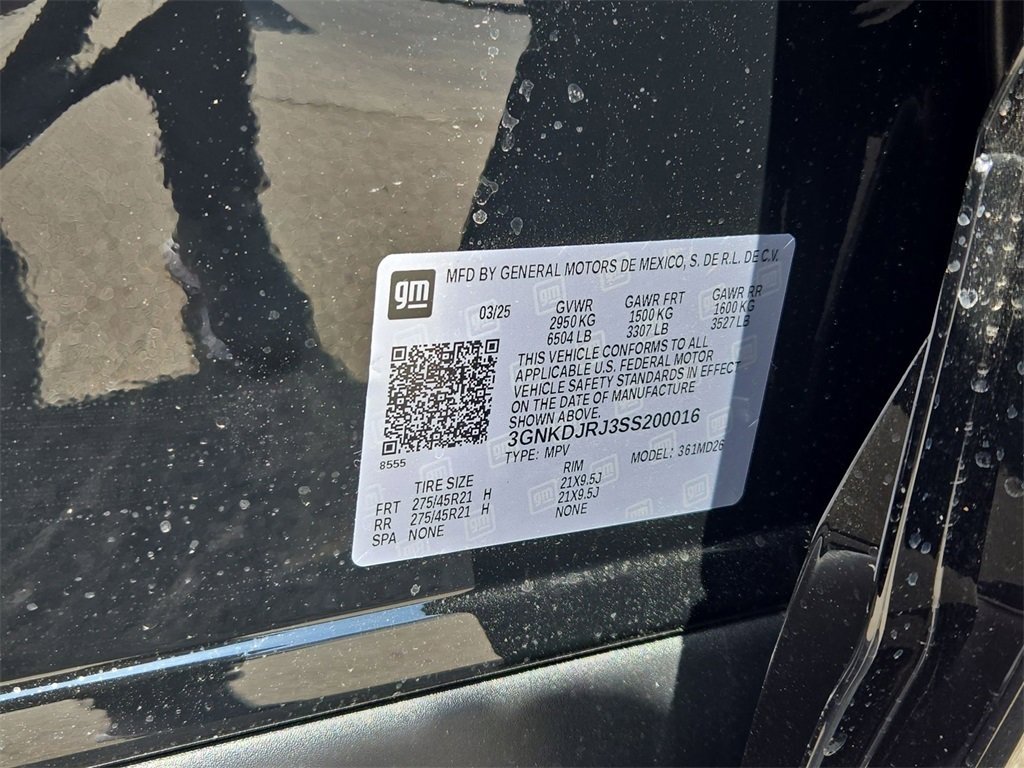 gm
MFD BY GENERAL MOTORS DE MEXICO, S. DE R.L. DE C.V.
03/25 GVWR GAWR FRT GAWR RR
2950 KG 1500 KG 1600 KG
6504 LB 3307 LB 3527 LB
THIS VEHICLE CONFORMS TO ALL
APPLICABLE U.S. FEDERAL MOTOR
VEHICLE SAFETY STANDARDS IN EFFECT
ON THE DATE OF MANUFACTURE
SHOWN ABOVE.
3GNKDJRJ3SS200016
8555 TYPE: MPV MODEL: 361MD26
TIRE SIZE RIM
FRT 275/45R21 H 21X9.5J
RR 275/45R21 H 21X9.5J
SPA NONE NONE